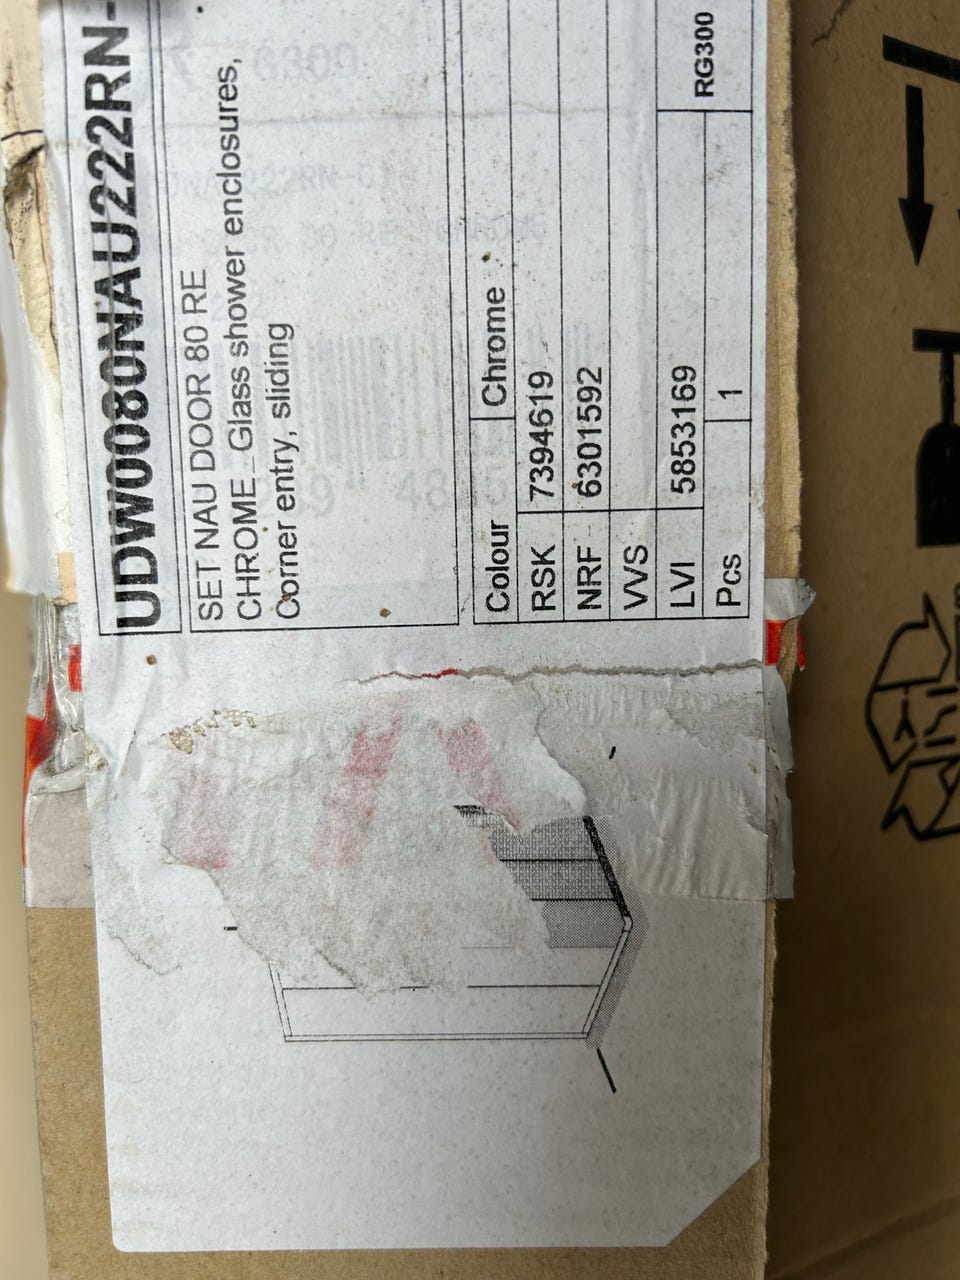 UDW0080NAU222RN-
SET NAU DOOR 80 RE
CHROME_Glass shower enclosures,
Corner entry, sliding
Colour Chrome
RSK 7394619
NRF 6301592
VVS
LVI 5853169
Pcs 1 RG300